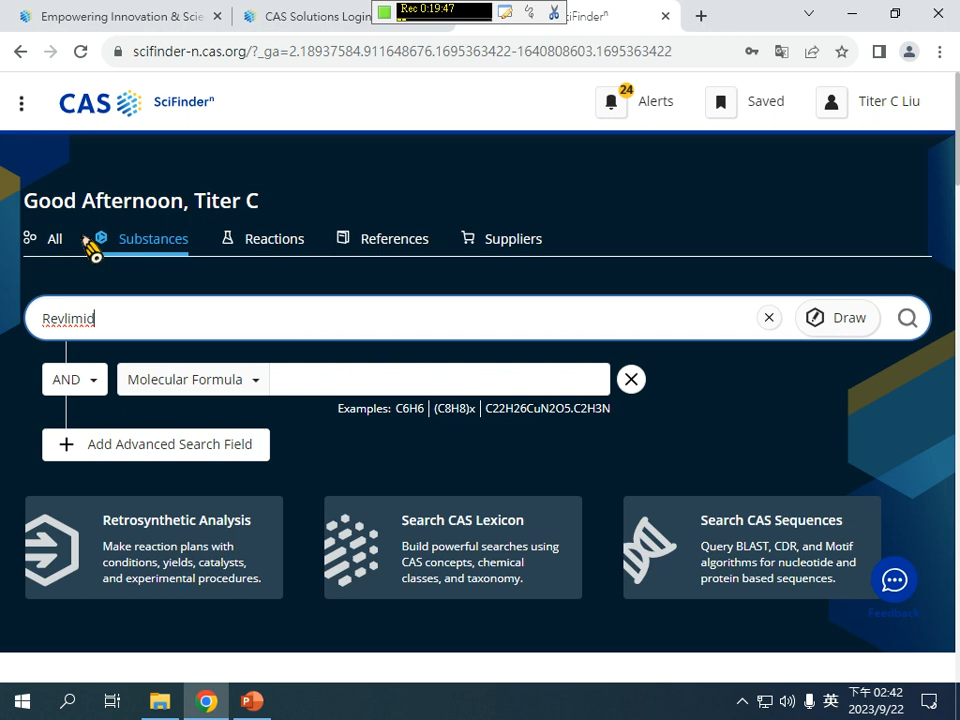 Empowering Innovation & Scie
CAS Solutions Login
Rec 0:19:47
SciFinderⁿ
scifinder-n.cas.org/?_ga=2.18937584.911648676.1695363422-1640808603.1695363422
CAS SciFinderⁿ
24
Alerts
Saved
Titer C Liu
Good Afternoon, Titer C
All
Substances
Reactions
References
Suppliers
Revlimid
Draw
AND
Molecular Formula
Examples: C6H6 | (C8H8)x | C22H26CuN2O5.C2H3N
Add Advanced Search Field
Retrosynthetic Analysis
Make reaction plans with
conditions, yields, catalysts,
and experimental procedures.
Search CAS Lexicon
Build powerful searches using
CAS concepts, chemical
classes, and taxonomy.
Search CAS Sequences
Query BLAST, CDR, and Motif
algorithms for nucleotide and
protein based sequences.
Feedback
英
下午 02:42
2023/9/22